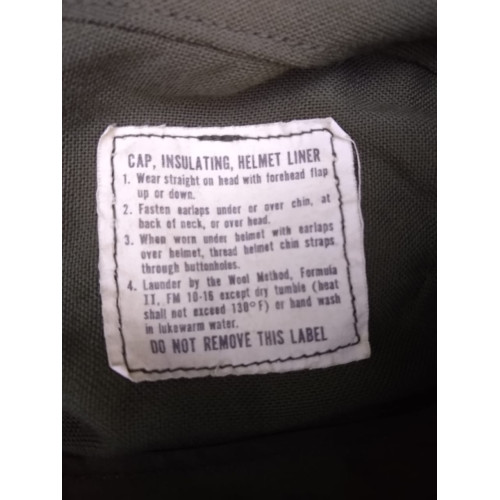 CAP, INSULATING, HELMET LINER
1. Wear straight on head with forehead flap
up or down.
2. Fasten earlaps under or over chin, at
back of neck, or over head.
3. When worn under helmet with earlaps
over helmet, thread helmet chin straps
through buttonholes.
4. Launder by the Wool Method, Formula
II, FM 10-16 except dry tumble (heat
shall not exceed 130° F) or hand wash
in lukewarm water.
DO NOT REMOVE THIS LABEL